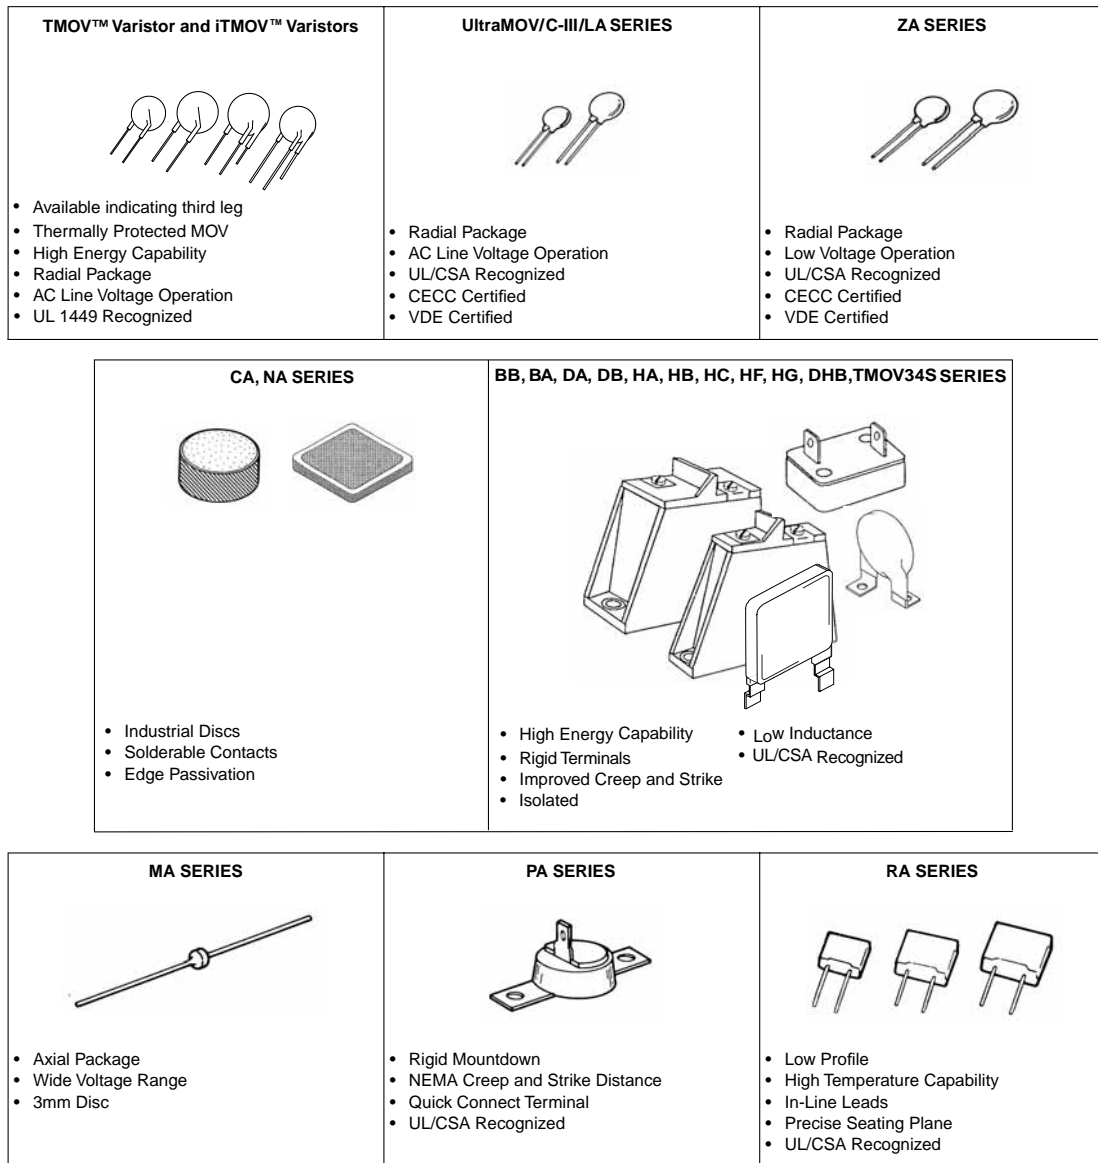 TMOV™ Varistor and iTMOV™ Varistors
• Available indicating third leg
• Thermally Protected MOV
• High Energy Capability
• Radial Package
• AC Line Voltage Operation
• UL 1449 Recognized
UltraMOV/C-III/LA SERIES
• Radial Package
• AC Line Voltage Operation
• UL/CSA Recognized
• CECC Certified
• VDE Certified
ZA SERIES
• Radial Package
• Low Voltage Operation
• UL/CSA Recognized
• CECC Certified
• VDE Certified
CA, NA SERIES
• Industrial Discs
• Solderable Contacts
• Edge Passivation
BB, BA, DA, DB, HA, HB, HC, HF, HG, DHB,TMOV34S SERIES
• High Energy Capability
• Rigid Terminals
• Improved Creep and Strike
• Isolated
• Low Inductance
• UL/CSA Recognized
MA SERIES
• Axial Package
• Wide Voltage Range
• 3mm Disc
PA SERIES
• Rigid Mountdown
• NEMA Creep and Strike Distance
• Quick Connect Terminal
• UL/CSA Recognized
RA SERIES
• Low Profile
• High Temperature Capability
• In-Line Leads
• Precise Seating Plane
• UL/CSA Recognized